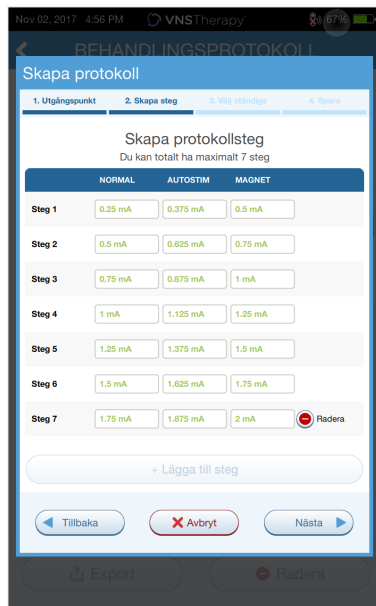 Nov 02, 2017 4:56 PM VNSTherapy 67%
BEHANDLINGSPROTOKOLL
Skapa protokoll
1. Utgångspunkt 2. Skapa steg 3. Välj ständiga 4. Spara
Skapa protokollsteg
Du kan totalt ha maximalt 7 steg
NORMAL AUTOSTIM MAGNET
Steg 1 0.25 mA 0.375 mA 0.5 mA
Steg 2 0.5 mA 0.625 mA 0.75 mA
Steg 3 0.75 mA 0.875 mA 1 mA
Steg 4 1 mA 1.125 mA 1.25 mA
Steg 5 1.25 mA 1.375 mA 1.5 mA
Steg 6 1.5 mA 1.625 mA 1.75 mA
Steg 7 1.75 mA 1.875 mA 2 mA Radera
+ Lägga till steg
Tillbaka Avbryt Nästa
Export Radera